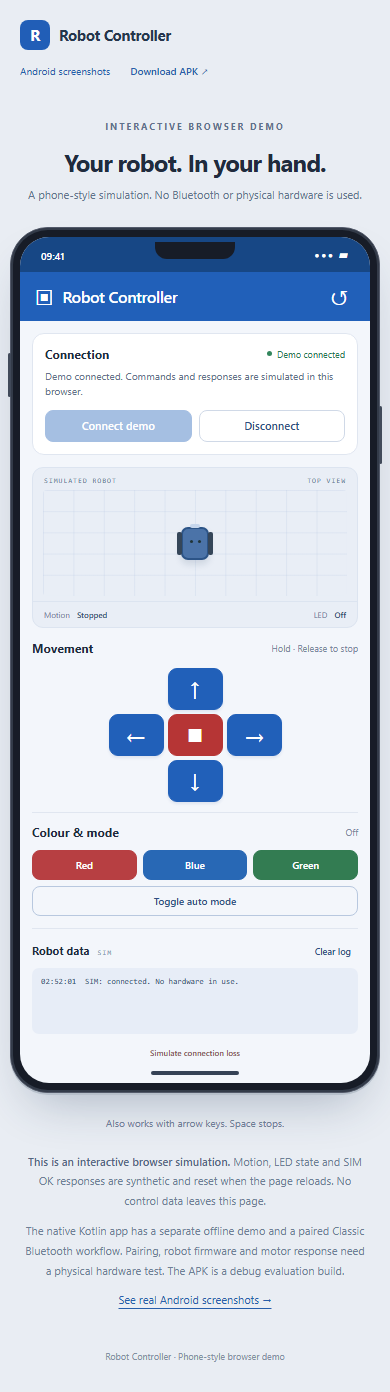 R Robot Controller
Android screenshots Download APK ↗
INTERACTIVE BROWSER DEMO
Your robot. In your hand.
A phone-style simulation. No Bluetooth or physical hardware is used.
09:41
Robot Controller
Connection
Demo connected
Demo connected. Commands and responses are simulated in this
browser.
Connect demo
Disconnect
SIMULATED ROBOT
TOP VIEW
Motion Stopped
LED Off
Movement
Hold · Release to stop
↑
← ■ →
↓
Colour & mode
Off
Red
Blue
Green
Toggle auto mode
Robot data SIM
Clear log
02:52:01 SIM: connected. No hardware in use.
Simulate connection loss
Also works with arrow keys. Space stops.
This is an interactive browser simulation. Motion, LED state and SIM
OK responses are synthetic and reset when the page reloads. No
control data leaves this page.
The native Kotlin app has a separate offline demo and a paired Classic
Bluetooth workflow. Pairing, robot firmware and motor response need
a physical hardware test. The APK is a debug evaluation build.
See real Android screenshots →
Robot Controller · Phone-style browser demo